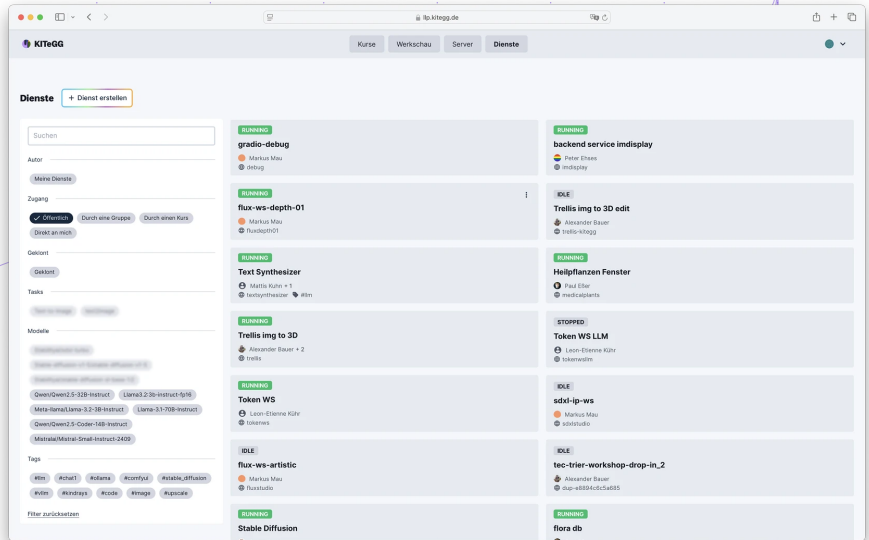 llp.kitegg.de
KITeGG
Kurse
Werkschau
Server
Dienste
Dienste
+ Dienst erstellen
Suchen
Autor
Meine Dienste
Zugang
Öffentlich Durch eine Gruppe Durch einen Kurs
Direkt an mich
Geklont
Geklont
Tasks
Modelle
Qwen/Qwen2.5-32B-Instruct Llama3.2:3b-instruct-fp16
Meta-llama/Llama-3.2-3B-Instruct Llama-3.1-70B-Instruct
Qwen/Qwen2.5-Coder-14B-Instruct
Mistralai/Mistral-Small-Instruct-2409
Tags
#llm #chat1 #ollama #comfyui #stable_diffusion
#vllm #kindrays #code #image #upscale
Filter zurücksetzen
RUNNING
gradio-debug
Markus Mau
debug
RUNNING
backend service imdisplay
Peter Ehses
imdisplay
RUNNING
flux-ws-depth-01
Markus Mau
fluxdepth01
IDLE
Trellis img to 3D edit
Alexander Bauer
trellis-kitegg
RUNNING
Text Synthesizer
Mattis Kuhn + 1
textsynthesizer #llm
RUNNING
Heilpflanzen Fenster
Paul Eßer
medicalplants
RUNNING
Trellis img to 3D
Alexander Bauer + 2
trellis
STOPPED
Token WS LLM
Leon-Etienne Kühr
tokenwsllm
RUNNING
Token WS
Leon-Etienne Kühr
tokenws
IDLE
sdxl-ip-ws
Markus Mau
sdxlstudio
IDLE
flux-ws-artistic
Markus Mau
fluxstudio
IDLE
tec-trier-workshop-drop-in_2
Alexander Bauer
dup-e8894c6c5a685
RUNNING
Stable Diffusion
RUNNING
flora db